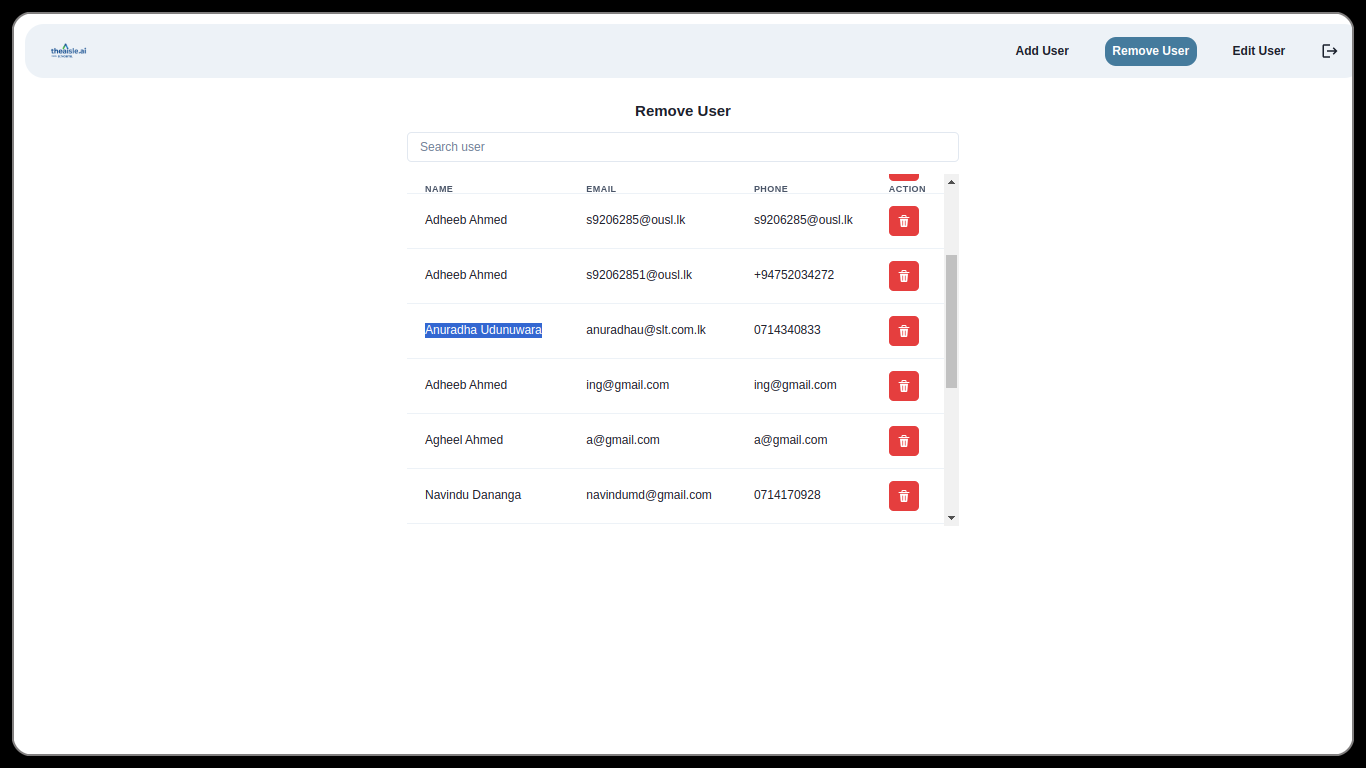 theaisle.ai
Add User
Remove User
Edit User
Remove User
Search user
NAME EMAIL PHONE ACTION
Adheeb Ahmed s9206285@ousl.lk s9206285@ousl.lk
Adheeb Ahmed s92062851@ousl.lk +94752034272
Anuradha Udunuwara anuradhau@slt.com.lk 0714340833
Adheeb Ahmed ing@gmail.com ing@gmail.com
Agheel Ahmed a@gmail.com a@gmail.com
Navindu Dananga navindumd@gmail.com 0714170928